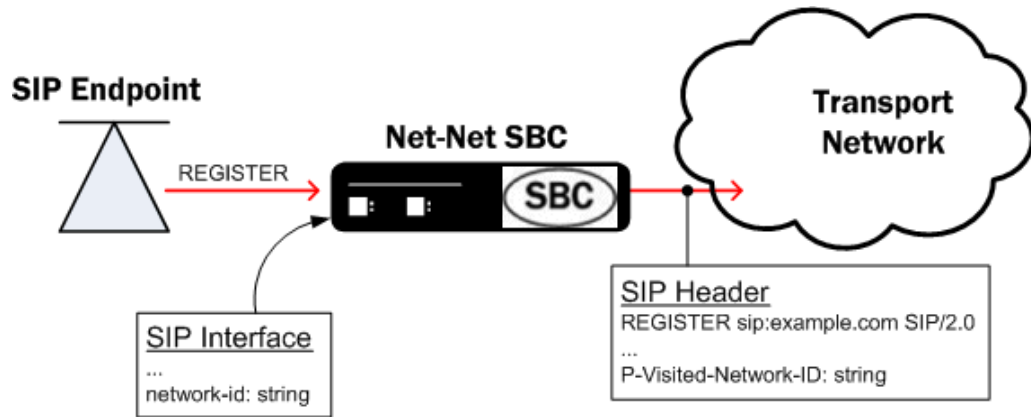 SIP Endpoint
REGISTER
Net-Net SBC
SBC
Transport
Network
SIP Interface
...
network-id: string
SIP Header
REGISTER sip:example.com SIP/2.0
...
P-Visited-Network-ID: string